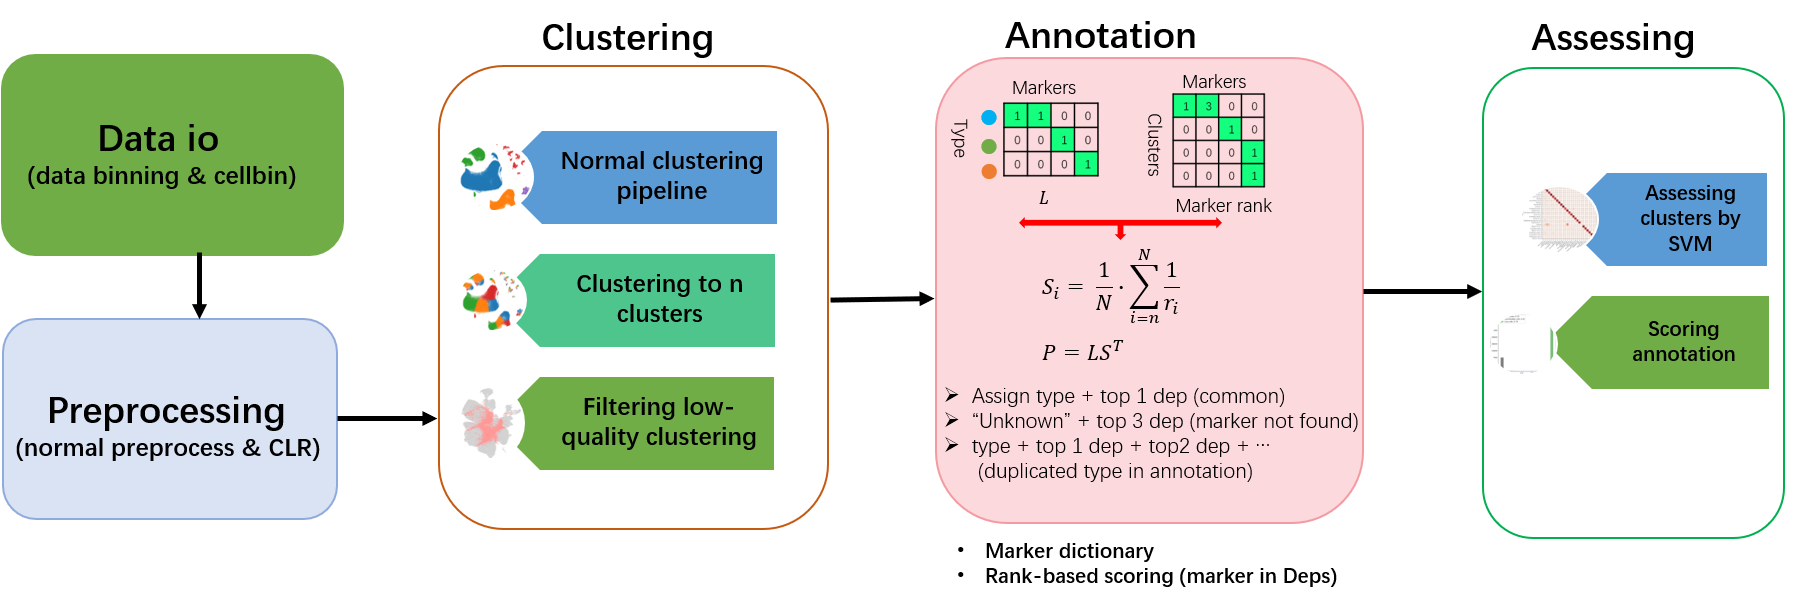 Data io
(data binning & cellbin)
Preprocessing
(normal preprocess & CLR)
Clustering
Normal clustering
pipeline
Clustering to n
clusters
Filtering low-
quality clustering
Annotation
Markers
Type
1 1 0 0
0 0 1 0
0 0 0 1
L
Markers
Clusters
1 3 0 0
0 0 1 0
0 0 0 1
0 0 0 1
Marker rank
S_i = 1/N · ∑_{i=n}^{N} 1/r_i
P = LS^T
➢ Assign type + top 1 dep (common)
➢ “Unknown” + top 3 dep (marker not found)
➢ type + top 1 dep + top2 dep + ···
(duplicated type in annotation)
• Marker dictionary
• Rank-based scoring (marker in Deps)
Assessing
Assessing
clusters by
SVM
Scoring
annotation